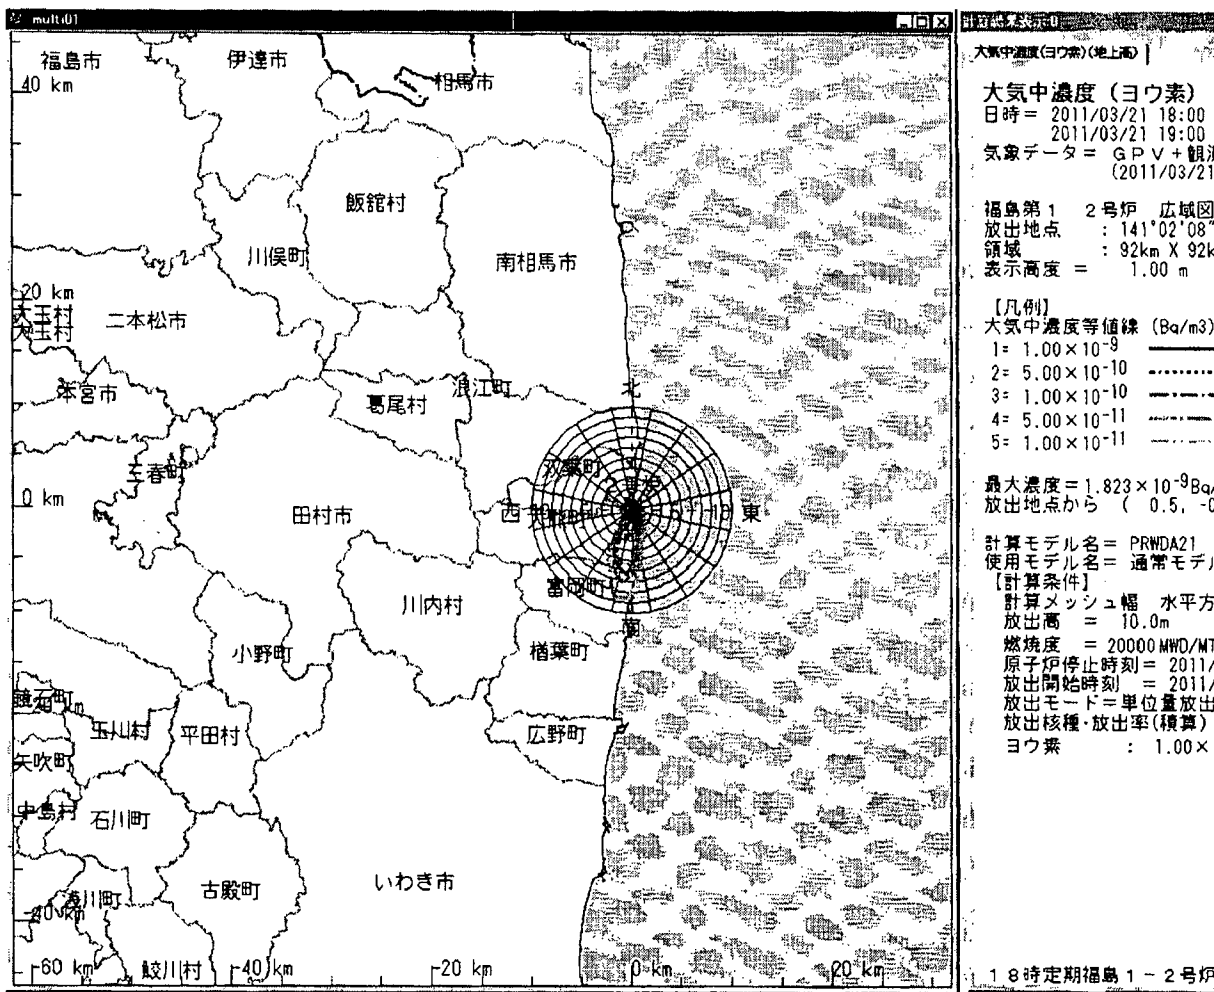 multi01
福島市
伊達市
相馬市
40 km
飯舘村
川俣町
南相馬市
20 km
大玉村
大玉村
二本松市
本宮市
浪江町
北
葛尾村
三春町
双葉町
0 km
田村市
西
東
富岡町
川内村
南
小野町
楢葉町
鏡石町
玉川村
平田村
広野町
矢吹町
中島村
石川町
古殿町
いわき市
浅川町
-40 km
-60 km
鮫川村
-40 km
-20 km
0 km
20 km
計算結果表示0
大気中濃度(ヨウ素)(地上高)
大気中濃度(ヨウ素)
日時= 2011/03/21 18:00
2011/03/21 19:00
気象データ= GPV+観測
(2011/03/21
福島第1 2号炉 広域図
放出地点 : 141°02'08"
領域 : 92km X 92k
表示高度 = 1.00 m
【凡例】
大気中濃度等値線 (Bq/m3)
1= 1.00×10-9
2= 5.00×10-10
3= 1.00×10-10
4= 5.00×10-11
5= 1.00×10-11
最大濃度=1.823×10-9Bq/
放出地点から ( 0.5, -0
計算モデル名= PRWDA21
使用モデル名= 通常モデル
【計算条件】
計算メッシュ幅 水平方
放出高 = 10.0m
燃焼度 = 20000MWD/MT
原子炉停止時刻= 2011/
放出開始時刻 = 2011/
放出モード=単位量放出
放出核種・放出率(積算)
ヨウ素 : 1.00×
18時定期福島1-2号炉